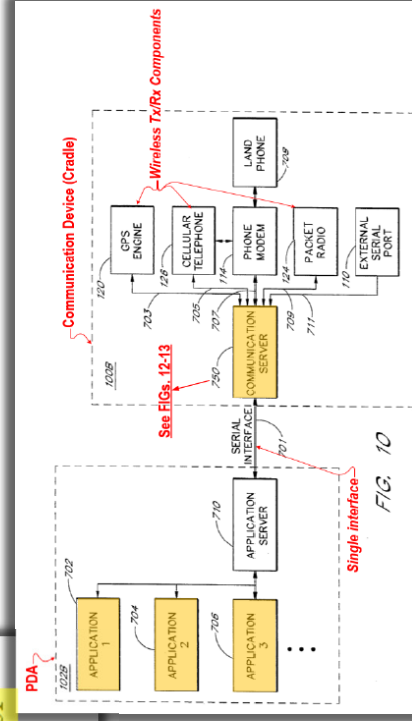 Communication Device (Cradle)
Wireless Tx/Rx Components
100B
120
GPS
ENGINE
126
CELLULAR
TELEPHONE
114
PHONE
MODEM
LAND
PHONE
708
124
PACKET
RADIO
110
EXTERNAL
SERIAL
PORT
703
707
705
709
711
See FIGs. 12-13
750
COMMUNICATION
SERVER
SERIAL
INTERFACE
701
Single interface
PDA
102B
702
APPLICATION
1
704
APPLICATION
2
706
APPLICATION
3
710
APPLICATION
SERVER
FIG. 10